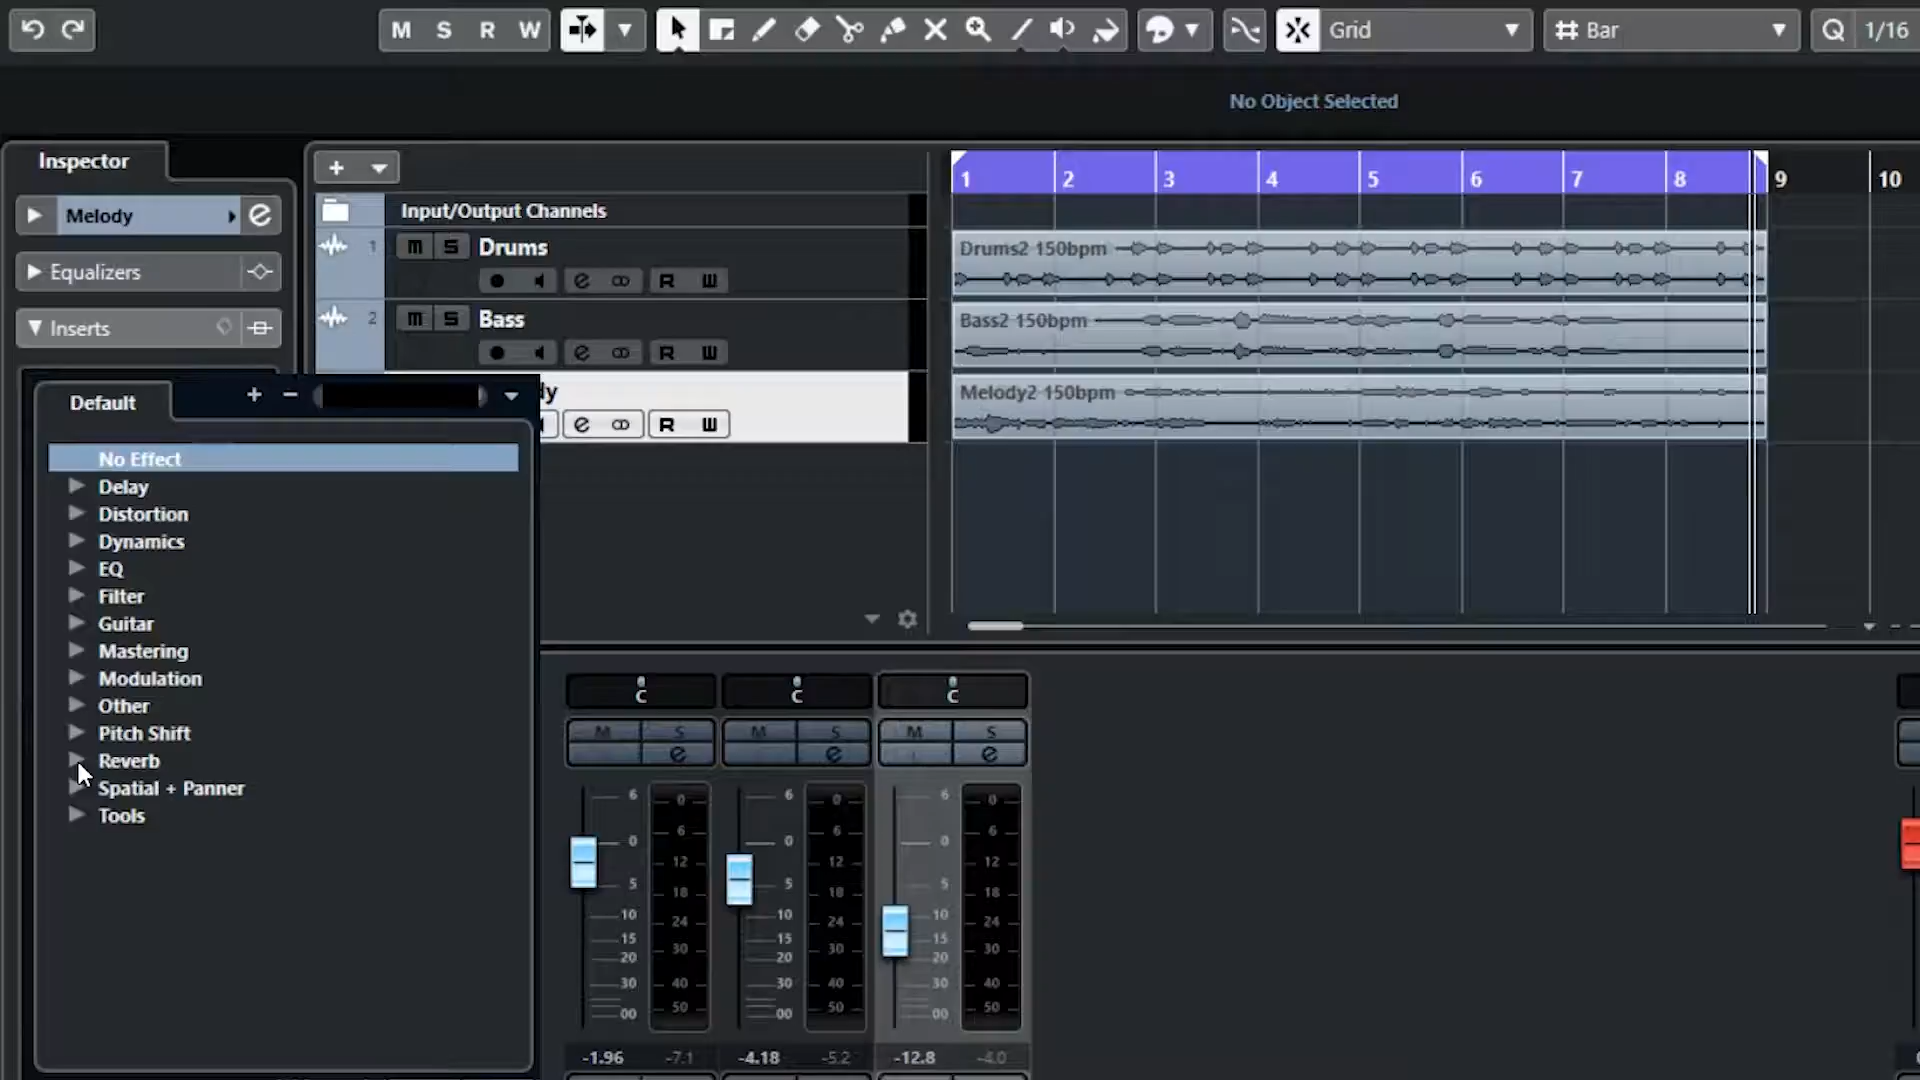 M S R W Grid Bar Q 1/16
No Object Selected
Inspector
Melody
Equalizers
Inserts
Input/Output Channels
1 m S Drums
R W
2 m S Bass
R W
dy
R W
1 2 3 4 5 6 7 8 9 10
Drums2 150bpm
Bass2 150bpm
Melody2 150bpm
Default
No Effect
Delay
Distortion
Dynamics
EQ
Filter
Guitar
Mastering
Modulation
Other
Pitch Shift
Reverb
Spatial + Panner
Tools
C C C
M S M S M S
e e e
6 0 6 0 6 0
0 6 0 6 0 6
12 12 12
5 18 5 18 5 18
10 24 10 24 10 24
15 30 15 30 15 30
20 20 20
30 40 30 40 30 40
00 50 00 50 00 50
-1.96 -7.1 -4.18 -5.2 -12.8 -4.0